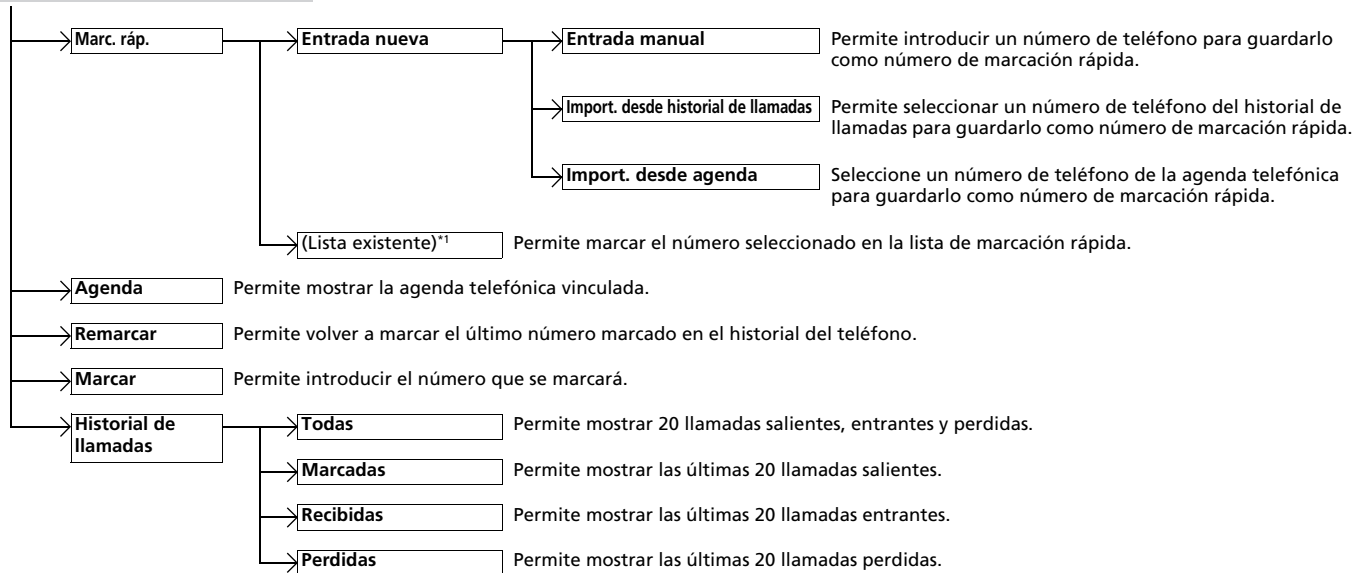 Marc. ráp.
Entrada nueva
Entrada manual
Permite introducir un número de teléfono para guardarlo
como número de marcación rápida.
Import. desde historial de llamadas
Permite seleccionar un número de teléfono del historial de
llamadas para guardarlo como número de marcación rápida.
Import. desde agenda
Seleccione un número de teléfono de la agenda telefónica
para guardarlo como número de marcación rápida.
(Lista existente)*1
Permite marcar el número seleccionado en la lista de marcación rápida.
Agenda
Permite mostrar la agenda telefónica vinculada.
Remarcar
Permite volver a marcar el último número marcado en el historial del teléfono.
Marcar
Permite introducir el número que se marcará.
Historial de
llamadas
Todas
Permite mostrar 20 llamadas salientes, entrantes y perdidas.
Marcadas
Permite mostrar las últimas 20 llamadas salientes.
Recibidas
Permite mostrar las últimas 20 llamadas entrantes.
Perdidas
Permite mostrar las últimas 20 llamadas perdidas.